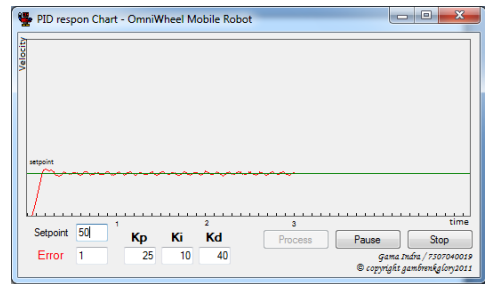 PID respon Chart - OmniWheel Mobile Robot
Velocity
setpoint
1 2 3 time
Setpoint 50 Kp Ki Kd Process Pause Stop
Error 1 25 10 40
Gama Indra / 7507040019
© copyright gambrenkglory2011